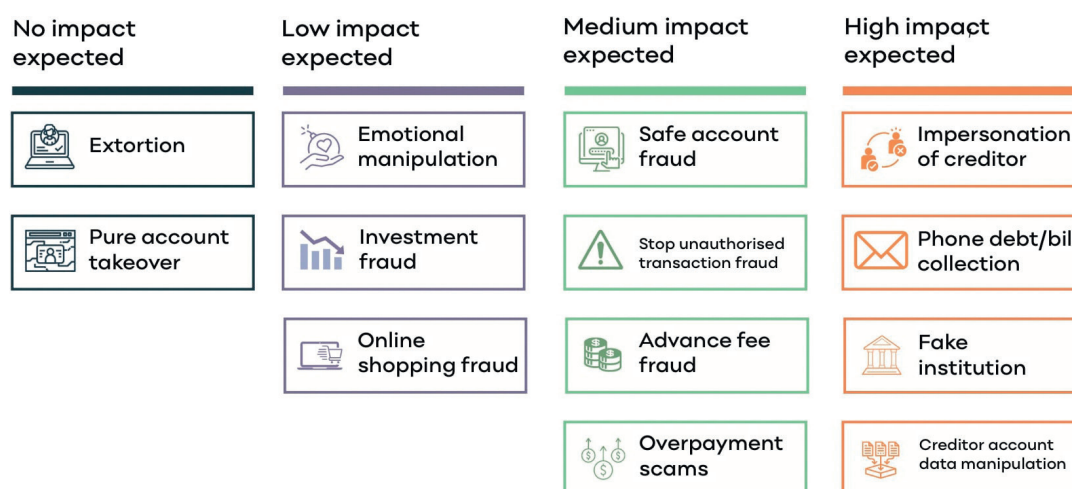 No impact
expected
Extortion
Pure account
takeover
Low impact
expected
Emotional
manipulation
Investment
fraud
Online
shopping fraud
Medium impact
expected
Safe account
fraud
Stop unauthorised
transaction fraud
Advance fee
fraud
Overpayment
scams
High impact
expected
Impersonation
of creditor
Phone debt/bil
collection
Fake
institution
Creditor account
data manipulation